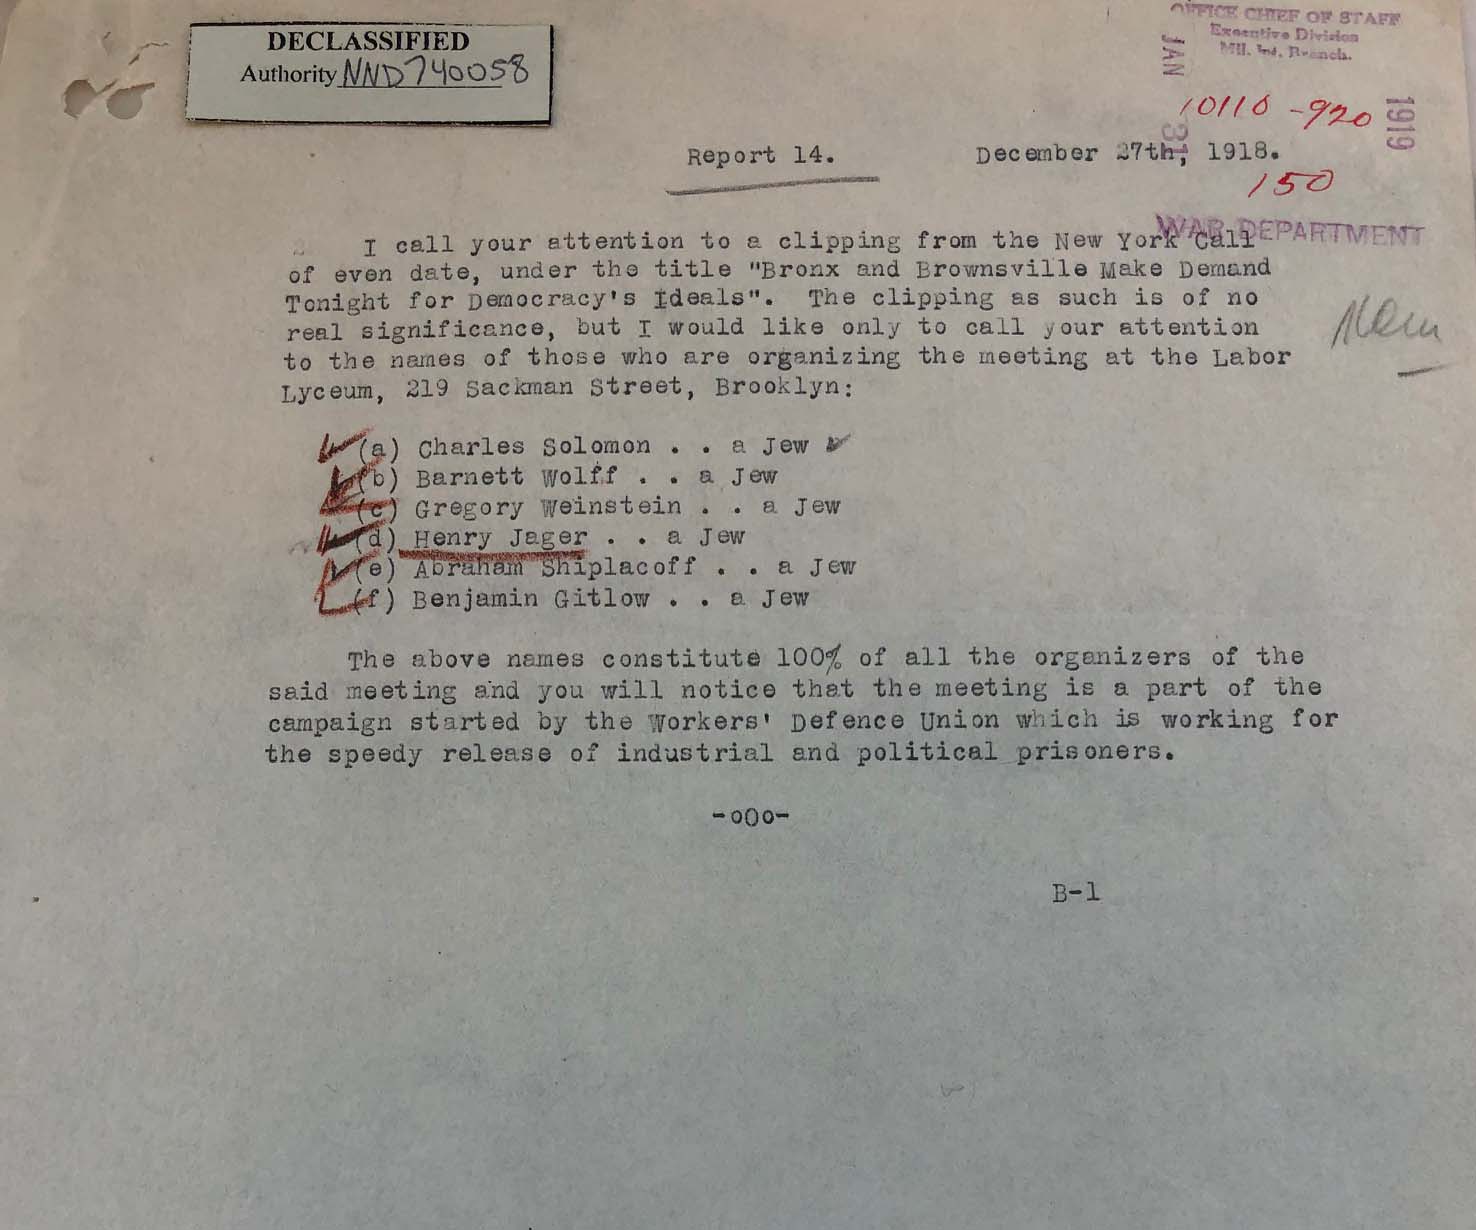 DECLASSIFIED
Authority NND740058
OFFICE CHIEF OF STAFF
Executive Division
Mil. Int. Branch.
JAN 31 1919
10110-920
Report 14. December 27th, 1918.
150
WAR DEPARTMENT
I call your attention to a clipping from the New York Call
of even date, under the title "Bronx and Brownsville Make Demand
Tonight for Democracy's Ideals". The clipping as such is of no
real significance, but I would like only to call your attention
to the names of those who are organizing the meeting at the Labor
Lyceum, 219 Sackman Street, Brooklyn:
(a) Charles Solomon . . a Jew
(b) Barnett Wolff . . a Jew
(c) Gregory Weinstein . . a Jew
(d) Henry Jager . . a Jew
(e) Abraham Shiplacoff . . a Jew
(f) Benjamin Gitlow . . a Jew
The above names constitute 100% of all the organizers of the
said meeting and you will notice that the meeting is a part of the
campaign started by the Workers' Defence Union which is working for
the speedy release of industrial and political prisoners.
-oOo-
B-1